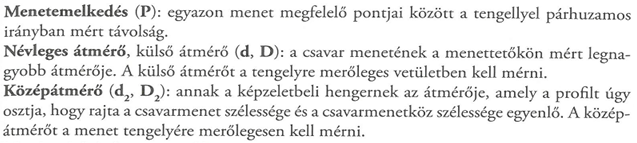 Menetemelkedés (P): egyazon menet megfelelő pontjai között a tengellyel párhuzamos
irányban mért távolság.
Névleges átmérő, külső átmérő (d, D): a csavar menetének a menettetőkön mért legna-
gyobb átmérője. A külső átmérőt a tengelyre merőleges vetületben kell mérni.
Középátmérő (d₂, D₂): annak a képzeletbeli hengernek az átmérője, amely a profilt úgy
osztja, hogy rajta a csavarmenet szélessége és a csavarmenetköz szélessége egyenlő. A közép-
átmérőt a menet tengelyére merőlegesen kell mérni.